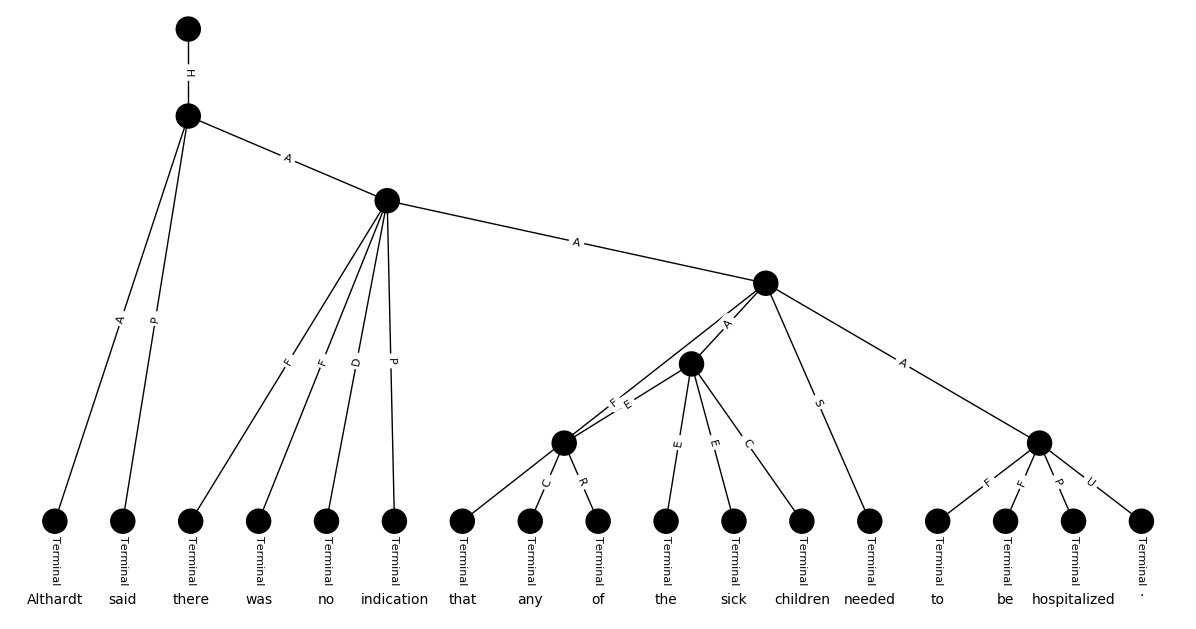 H
A
A
A P
A
F F D P
A
F E
S
E E C
C R
F F P U
Terminal Terminal Terminal Terminal Terminal Terminal Terminal Terminal Terminal Terminal Terminal Terminal Terminal Terminal Terminal Terminal Terminal
Althardt said there was no indication that any of the sick children needed to be hospitalized .